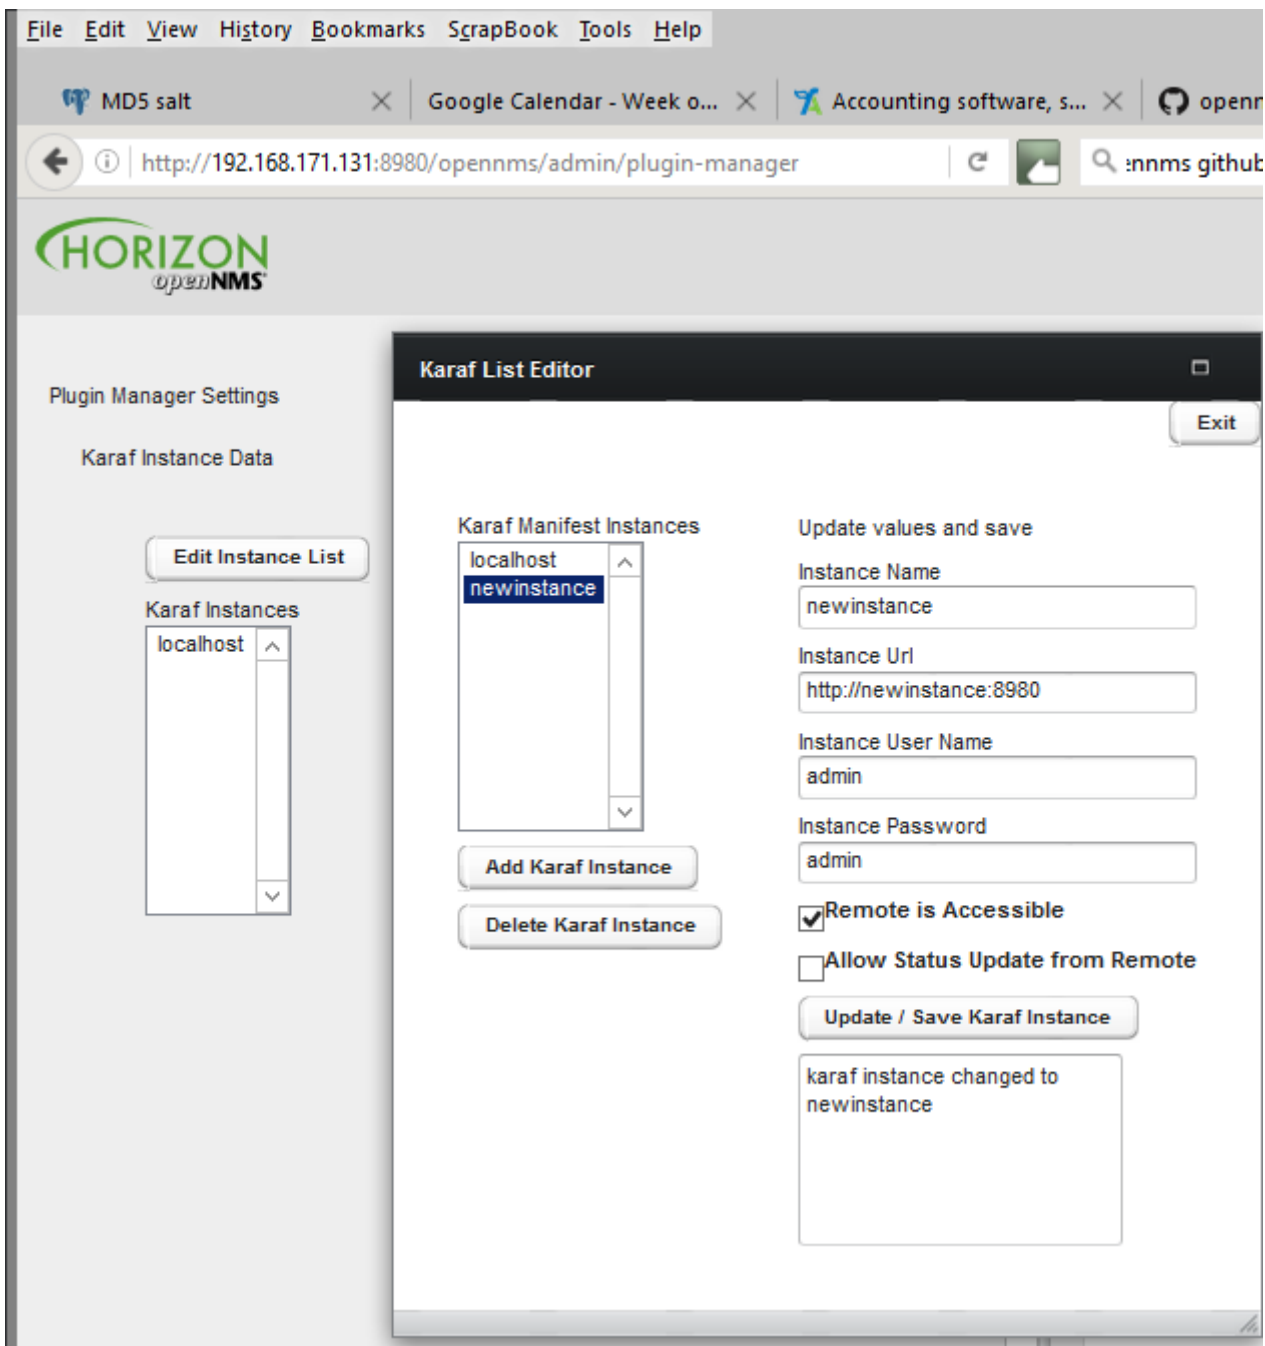 File Edit View History Bookmarks ScrapBook Tools Help
MD5 salt
Google Calendar - Week o...
Accounting software, s...
openn
http://192.168.171.131:8980/opennms/admin/plugin-manager
ennms github
HORIZON
openNMS
Plugin Manager Settings
Karaf Instance Data
Edit Instance List
Karaf Instances
localhost
Karaf List Editor
Exit
Karaf Manifest Instances
localhost
newinstance
Add Karaf Instance
Delete Karaf Instance
Update values and save
Instance Name
newinstance
Instance Url
http://newinstance:8980
Instance User Name
admin
Instance Password
admin
Remote is Accessible
Allow Status Update from Remote
Update / Save Karaf Instance
karaf instance changed to
newinstance